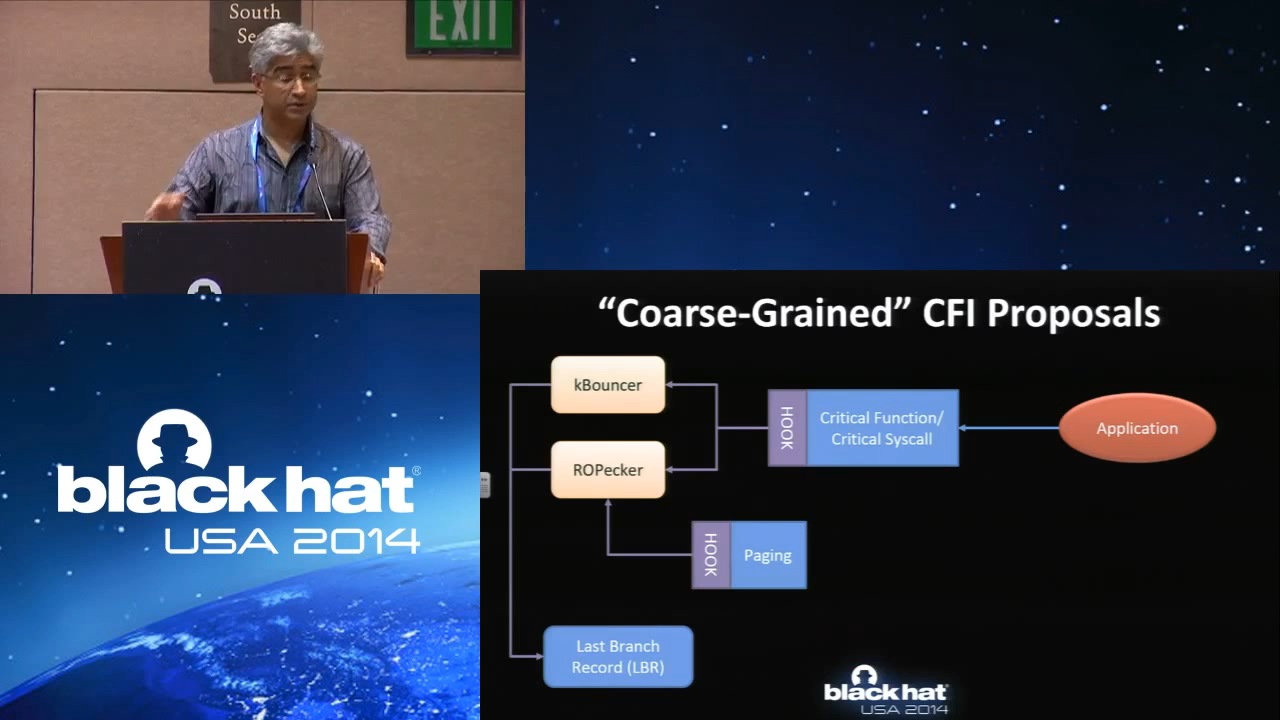 South
Se
EXIT
“Coarse-Grained” CFI Proposals
kBouncer
HOOK
Critical Function/
Critical Syscall
Application
ROPecker
HOOK
Paging
Last Branch
Record (LBR)
black hat®
USA 2014
black hat
USA 2014